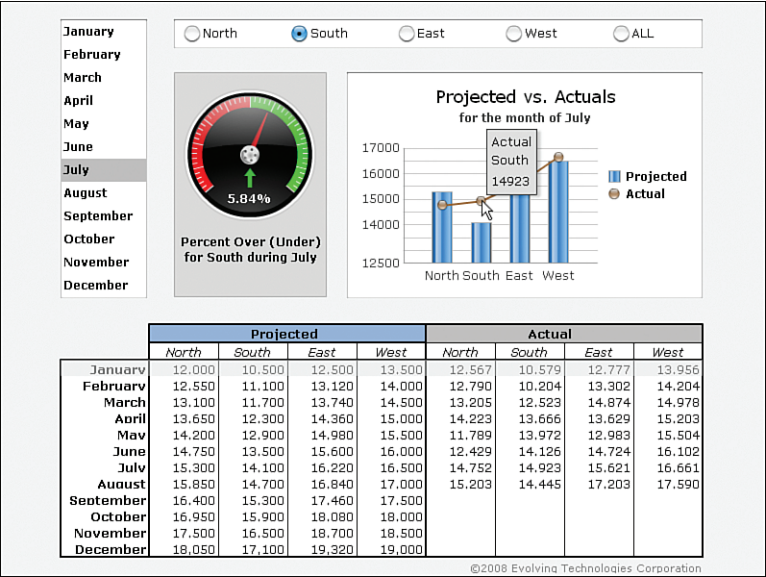 January
February
March
April
May
June
July
August
September
October
November
December
North South East West ALL
5.84%
Percent Over (Under)
for South during July
Projected vs. Actuals
for the month of July
17000
16000
15000
14000
12500
Actual
South
14923
North South East West
Projected
Actual
Projected Actual
North South East West North South East West
January 12,000 10,500 12,500 13,500 12,567 10,579 12,777 13,956
February 12,550 11,100 13,120 14,000 12,790 10,204 13,302 14,204
March 13,100 11,700 13,740 14,500 13,205 12,523 14,874 14,978
April 13,650 12,300 14,360 15,000 14,223 13,666 13,629 15,203
May 14,200 12,900 14,980 15,500 11,789 13,972 12,983 15,504
June 14,750 13,500 15,600 16,000 12,429 14,126 14,724 16,102
July 15,300 14,100 16,220 16,500 14,752 14,923 15,621 16,661
August 15,850 14,700 16,840 17,000 15,203 14,445 17,203 17,590
September 16,400 15,300 17,460 17,500
October 16,950 15,900 18,080 18,000
November 17,500 16,500 18,700 18,500
December 18,050 17,100 19,320 19,000
©2008 Evolving Technologies Corporation